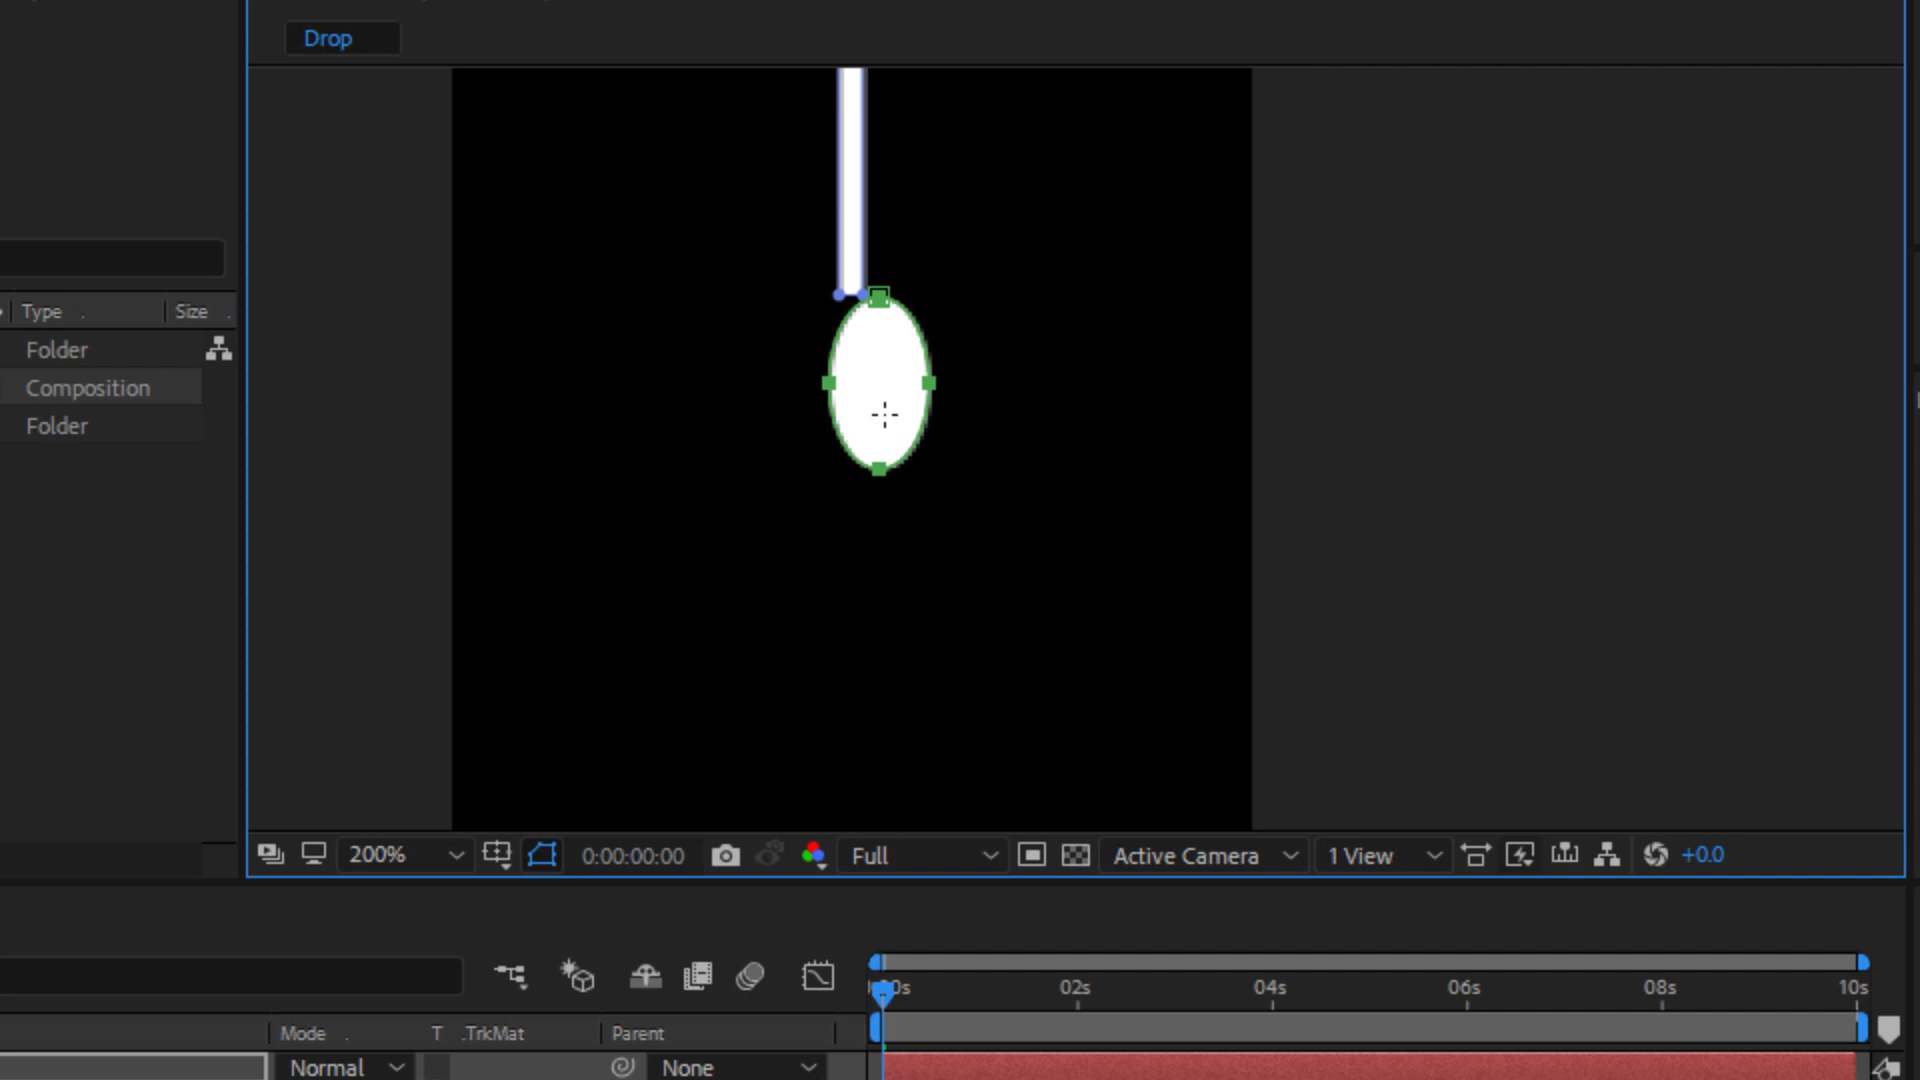 Drop
Type
Size
Folder
Composition
Folder
200%
0:00:00:00
Full
Active Camera
1 View
+0.0
02s
04s
06s
08s
10s
Mode
T
.TrkMat
Parent
Normal
None